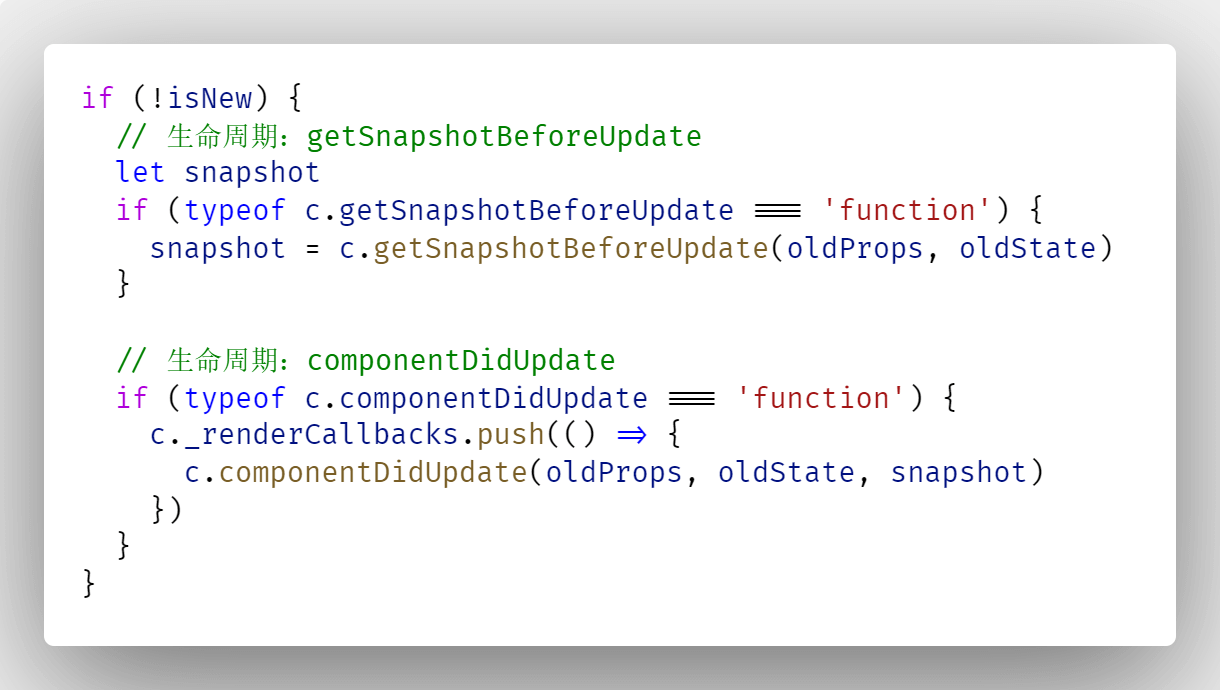 if (!isNew) {
  // 生命周期：getSnapshotBeforeUpdate
  let snapshot
  if (typeof c.getSnapshotBeforeUpdate === 'function') {
    snapshot = c.getSnapshotBeforeUpdate(oldProps, oldState)
  }

  // 生命周期：componentDidUpdate
  if (typeof c.componentDidUpdate === 'function') {
    c._renderCallbacks.push(() => {
      c.componentDidUpdate(oldProps, oldState, snapshot)
    })
  }
}